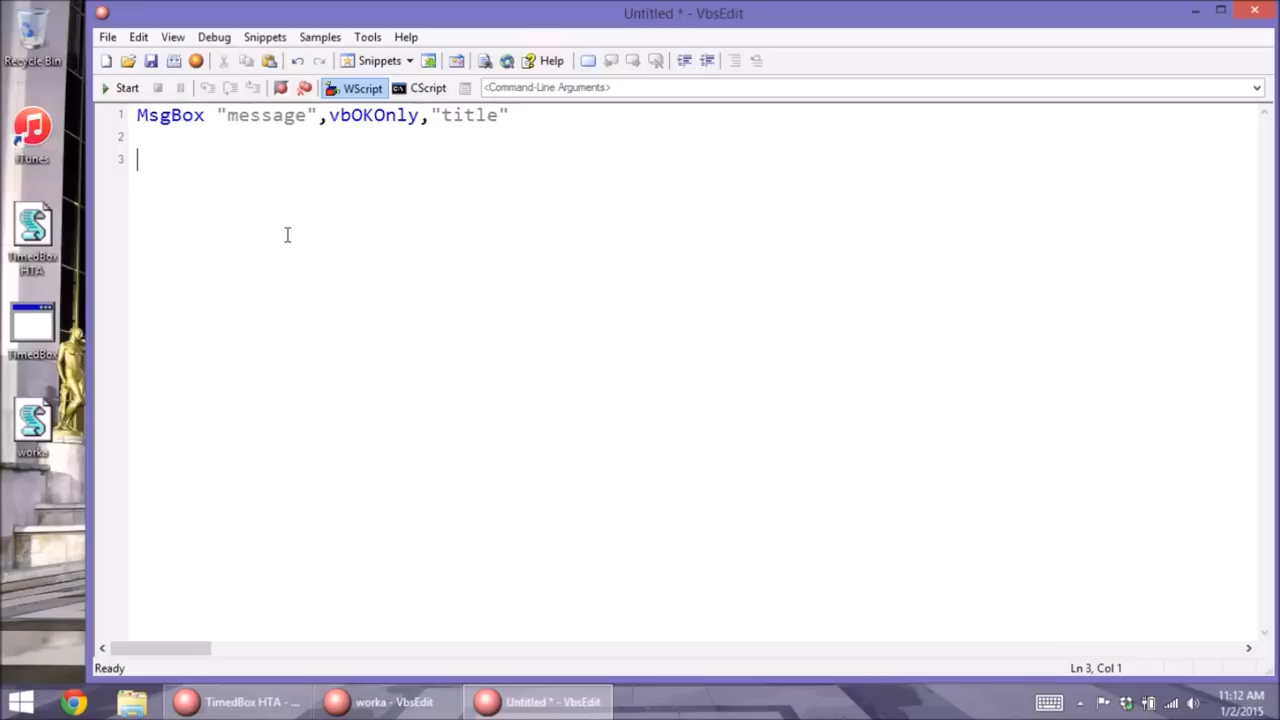 Untitled * - VbsEdit
File Edit View Debug Snippets Samples Tools Help
Snippets Help
Start WScript CScript <Command-Line Arguments>
1 MsgBox "message",vbOKOnly,"title"
2
3
Recycle Bin
iTunes
TimedBox
HTA
TimedBox
worka
Ready Ln 3, Col 1
TimedBox HTA - ... worka - VbsEdit Untitled * - VbsEdit
11:12 AM
1/2/2015